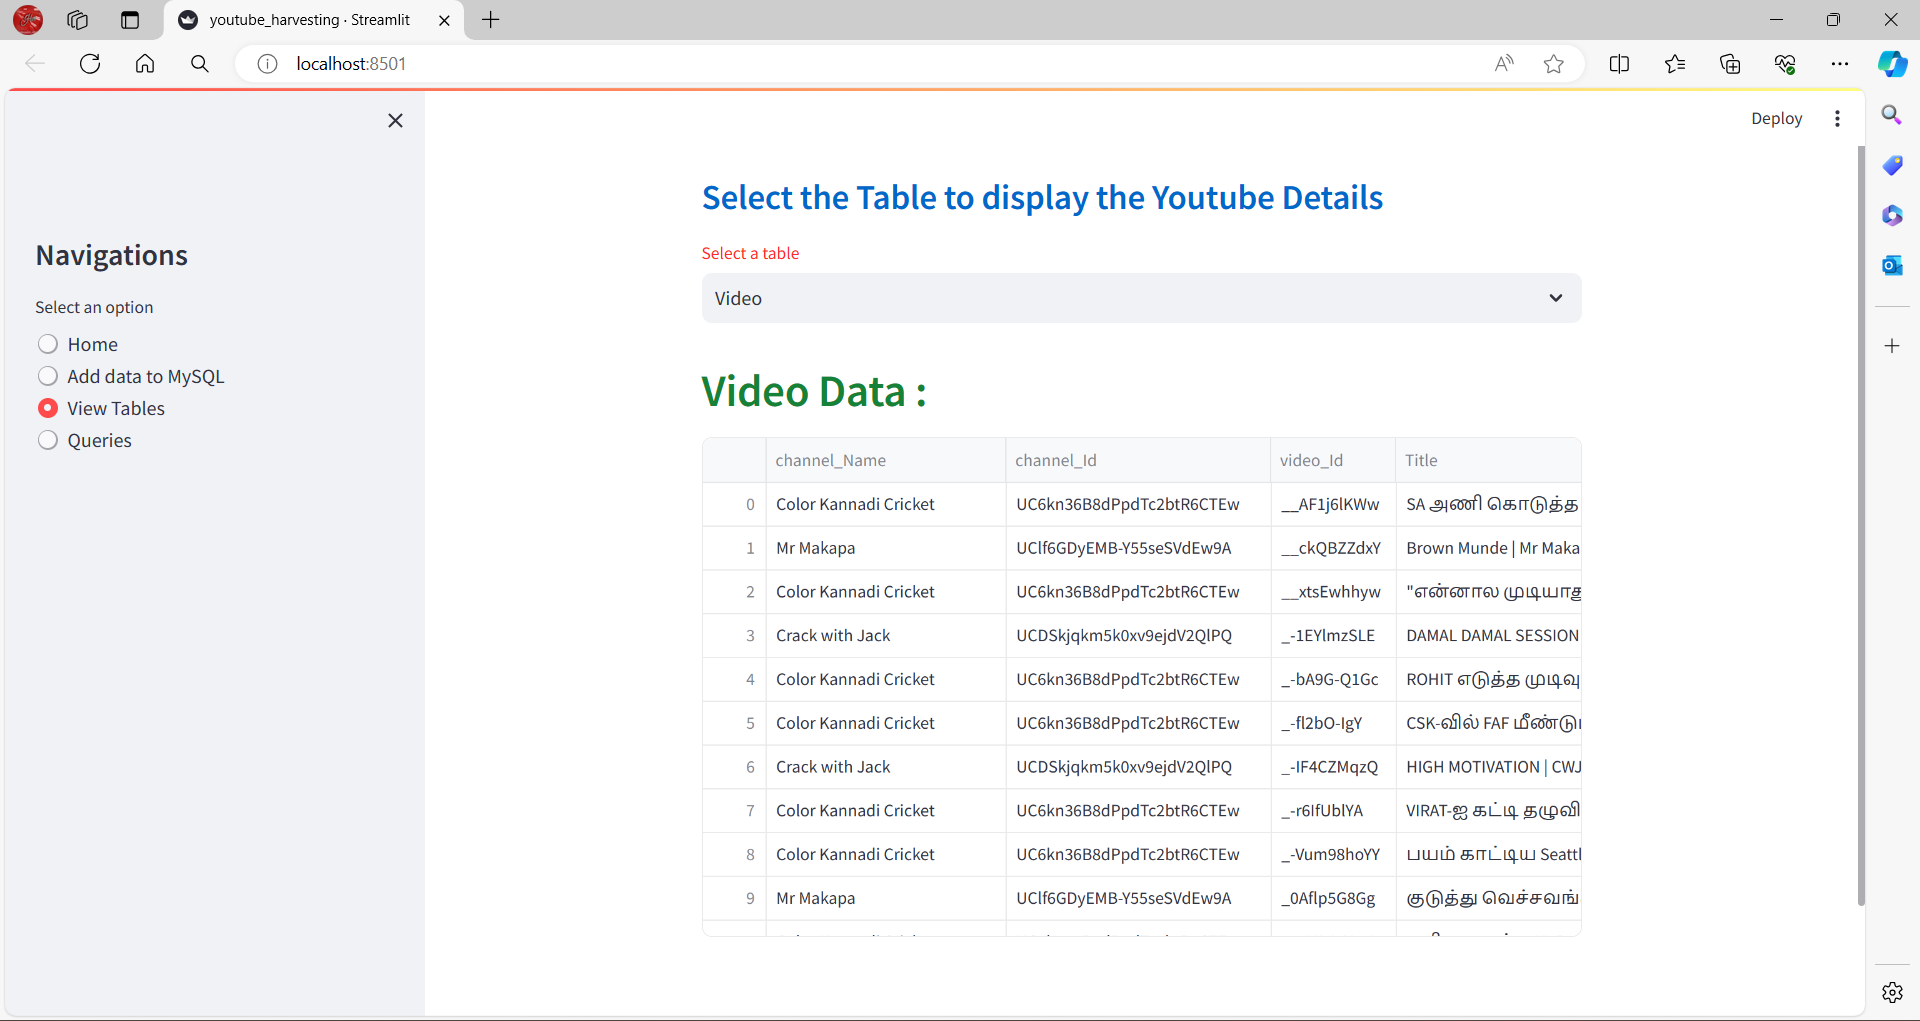 youtube_harvesting · Streamlit
localhost:8501
Deploy
Navigations
Select an option
Home
Add data to MySQL
View Tables
Queries
Select the Table to display the Youtube Details
Select a table
Video
Video Data :
channel_Name channel_Id video_Id Title
0 Color Kannadi Cricket UC6kn36B8dPpdTc2btR6CTEw __AF1j6lKWw SA அணி கொடுத்த
1 Mr Makapa UClf6GDyEMB-Y55seSVdEw9A __ckQBZZdxY Brown Munde | Mr Maka
2 Color Kannadi Cricket UC6kn36B8dPpdTc2btR6CTEw __xtsEwhhyw "என்னால முடியாது
3 Crack with Jack UCDSkjqkm5k0xv9ejdV2QlPQ _-1EYlmzSLE DAMAL DAMAL SESSION
4 Color Kannadi Cricket UC6kn36B8dPpdTc2btR6CTEw _-bA9G-Q1Gc ROHIT எடுத்த முடிவு
5 Color Kannadi Cricket UC6kn36B8dPpdTc2btR6CTEw _-fl2bO-IgY CSK-வில் FAF மீண்டு
6 Crack with Jack UCDSkjqkm5k0xv9ejdV2QlPQ _-IF4CZMqzQ HIGH MOTIVATION | CWJ
7 Color Kannadi Cricket UC6kn36B8dPpdTc2btR6CTEw _-r6IfUblYA VIRAT-ஐ கட்டி தழுவி
8 Color Kannadi Cricket UC6kn36B8dPpdTc2btR6CTEw _-Vum98hoYY பயம் காட்டிய Seattl
9 Mr Makapa UClf6GDyEMB-Y55seSVdEw9A _0Aflp5G8Gg குடுத்து வெச்சவங்